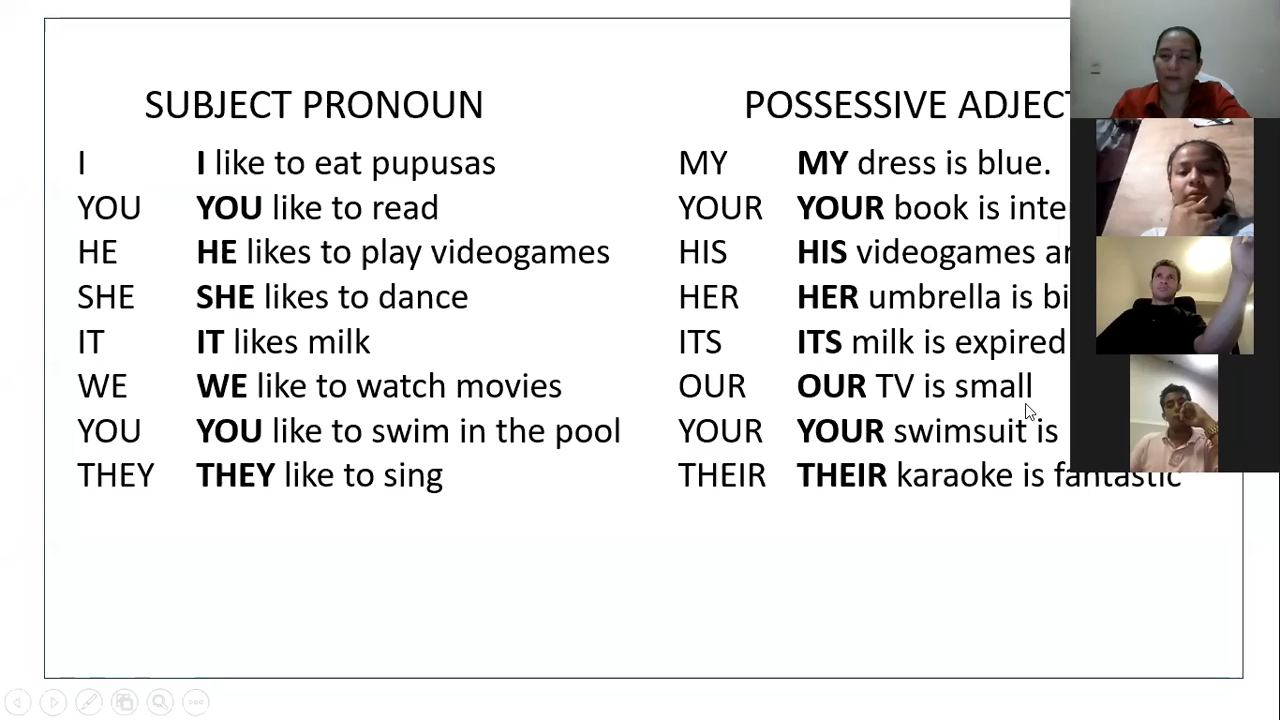 SUBJECT PRONOUN
I I like to eat pupusas
YOU YOU like to read
HE HE likes to play videogames
SHE SHE likes to dance
IT IT likes milk
WE WE like to watch movies
YOU YOU like to swim in the pool
THEY THEY like to sing
POSSESSIVE
MY MY dress is blue.
YOUR YOUR book is
HIS HIS videogames
HER HER umbrella is
ITS ITS milk is expired
OUR OUR TV is small
YOUR YOUR swimsuit is
THEIR THEIR karaoke is fantastic